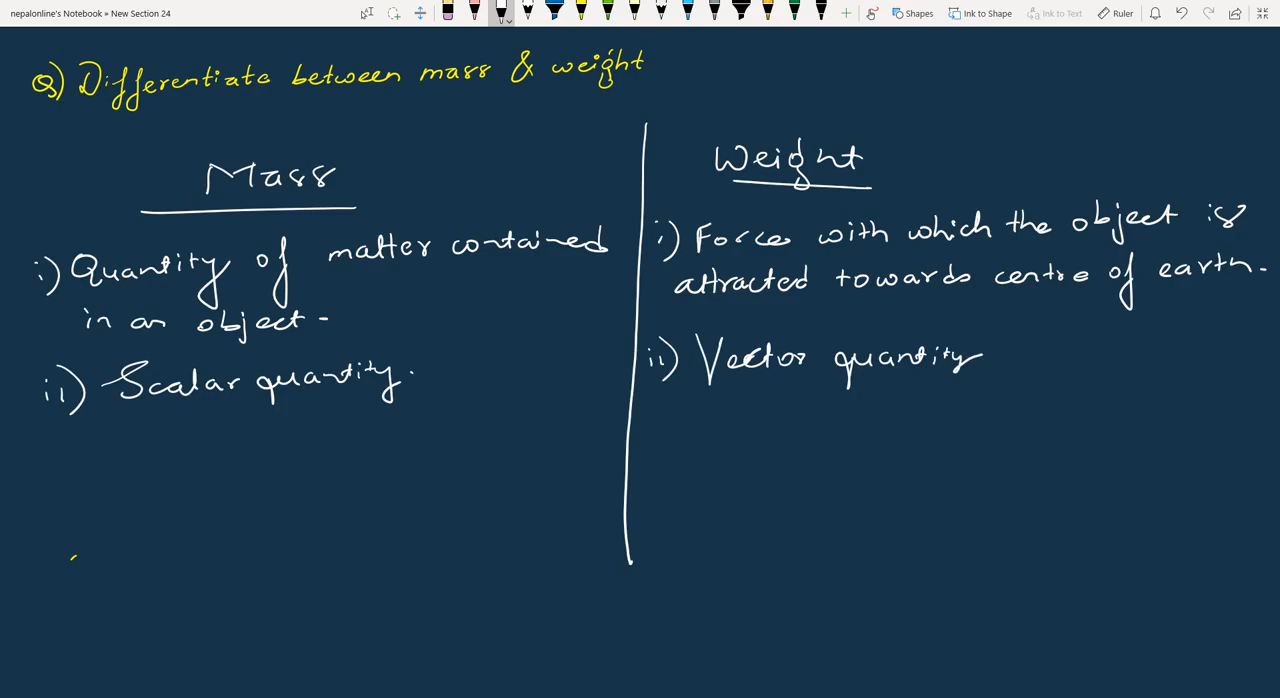 nepalonline's Notebook » New Section 24
Shapes
Ink to Shape
Ink to Text
Ruler
Q) Differentiate between mass & weight
Mass
i) Quantity of matter contained
in an object.
ii) Scalar quantity.
Weight
i) Force with which the object is
attracted towards centre of earth.
ii) Vector quantity